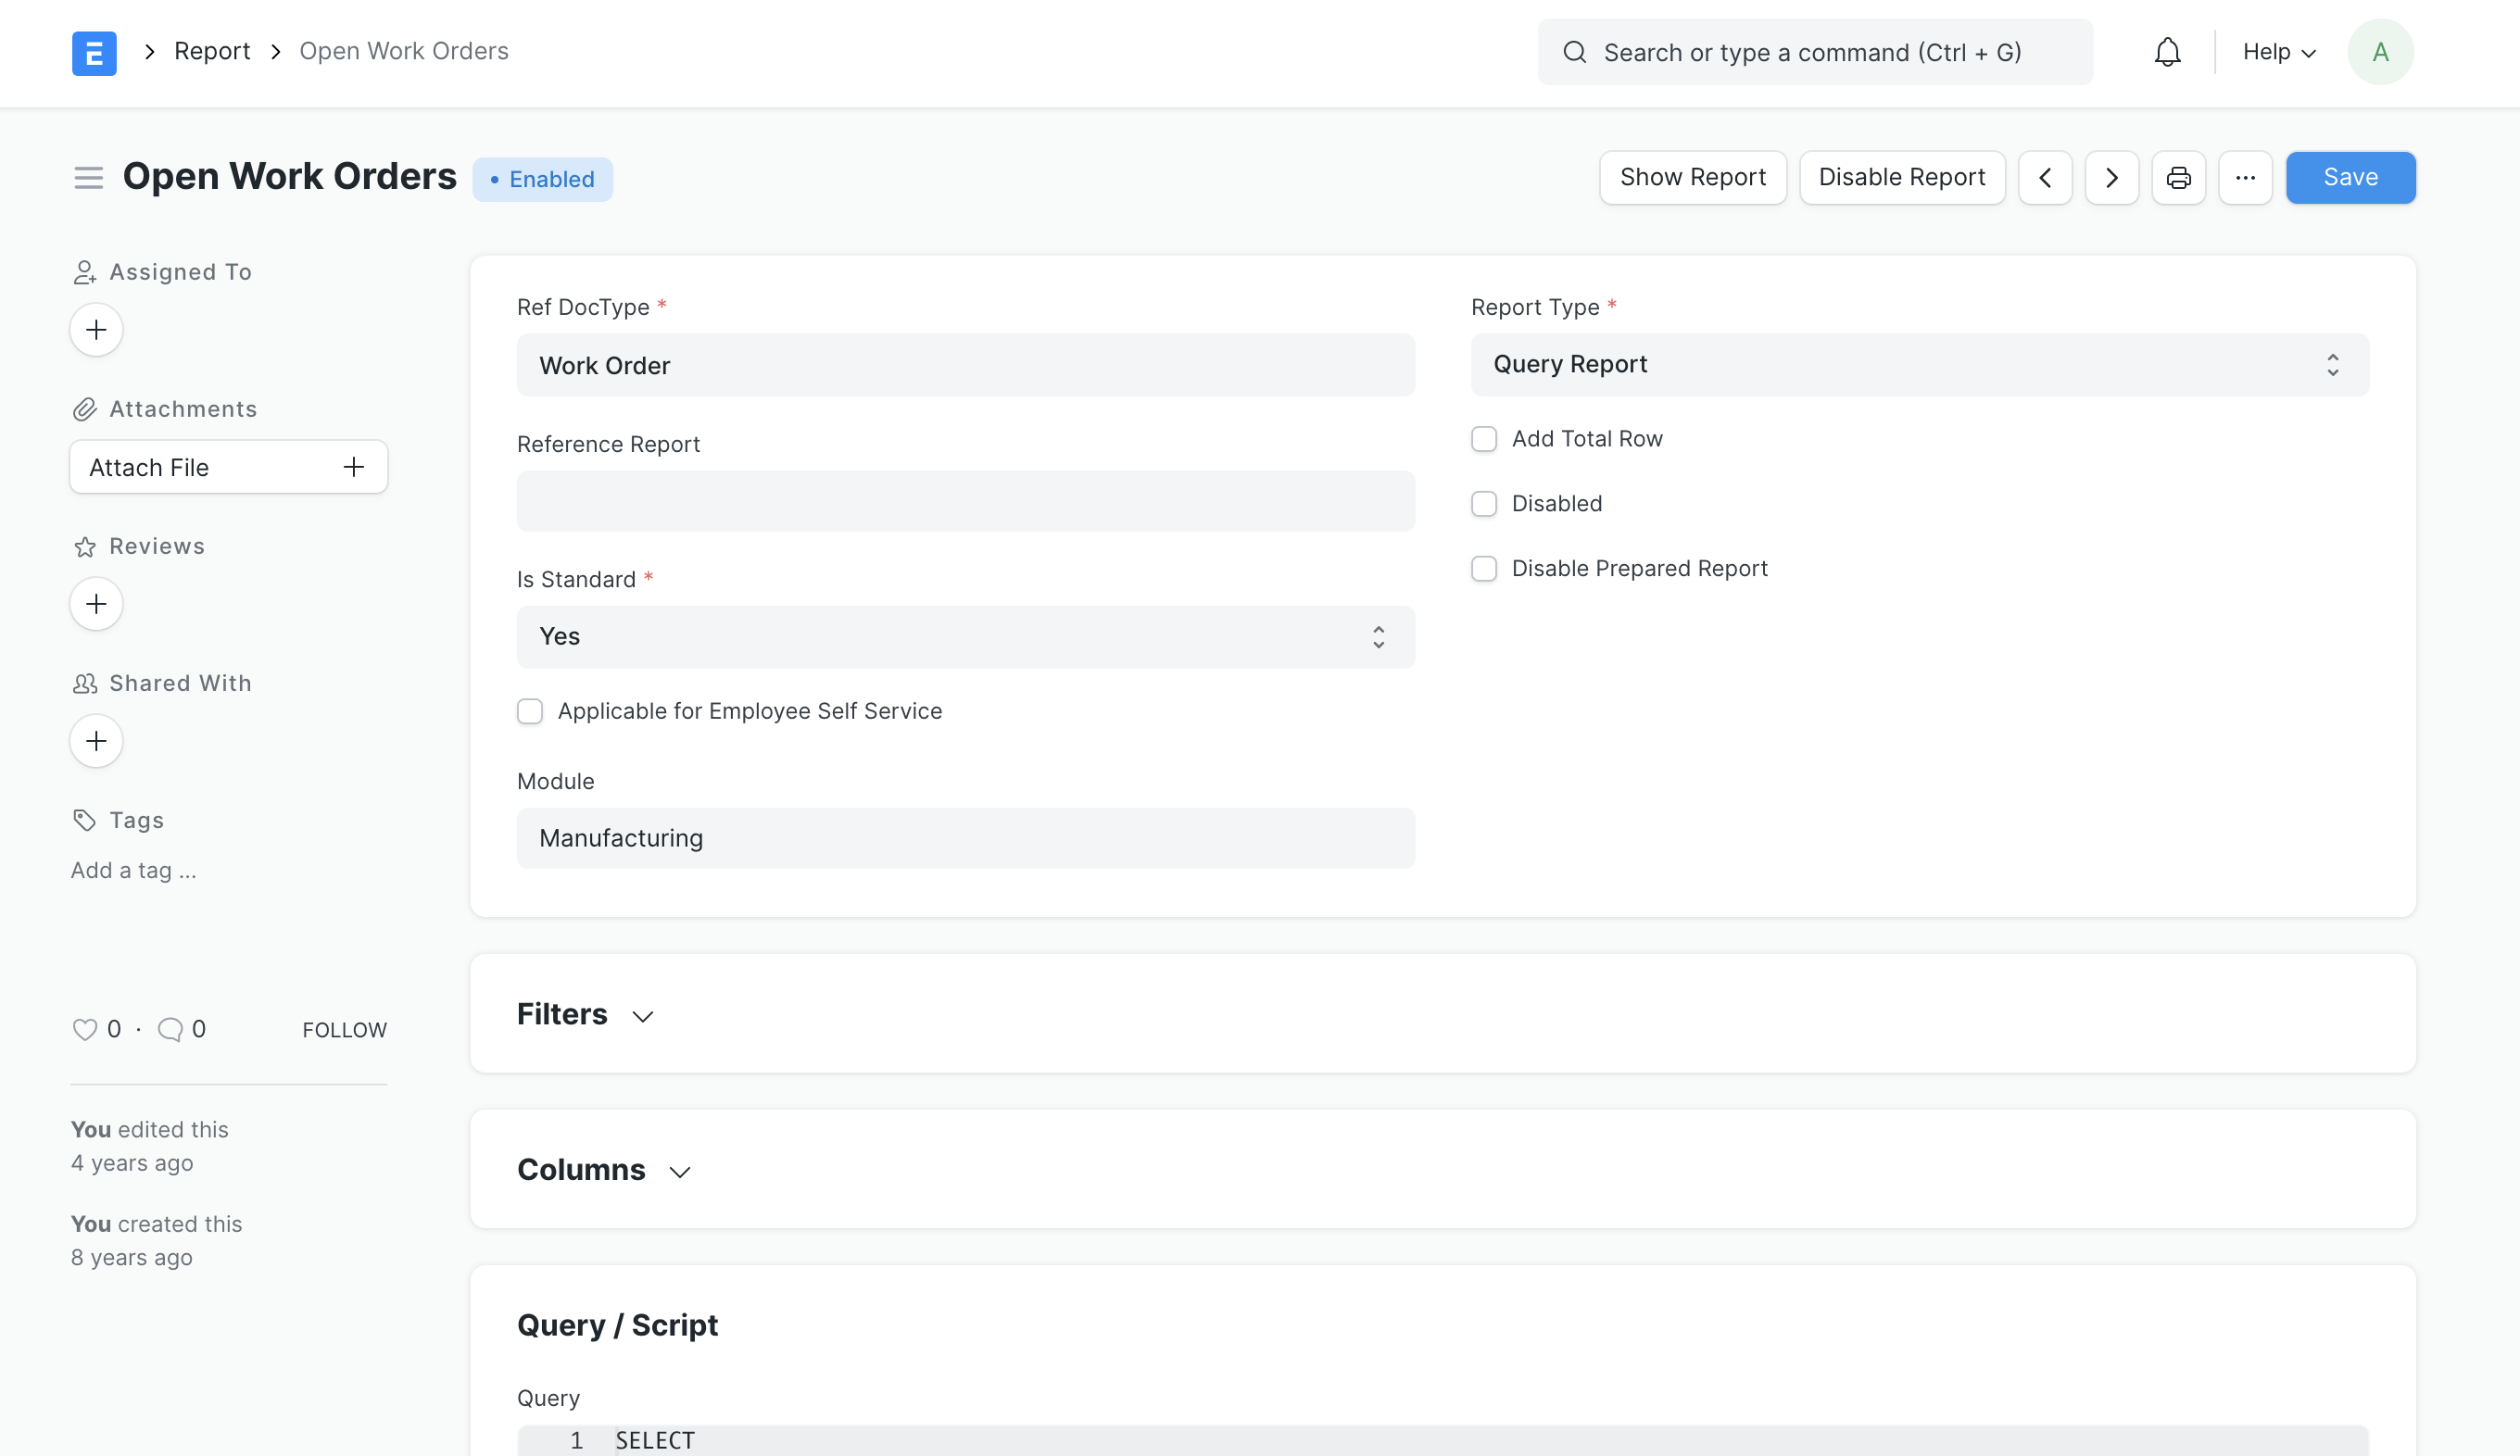 E
Report
Open Work Orders
Search or type a command (Ctrl + G)
Help
A
Open Work Orders
Enabled
Show Report
Disable Report
Save
Assigned To
Attachments
Attach File
Reviews
Shared With
Tags
Add a tag ...
0 · 0
FOLLOW
You edited this
4 years ago
You created this
8 years ago
Ref DocType *
Work Order
Reference Report
Is Standard *
Yes
Applicable for Employee Self Service
Module
Manufacturing
Report Type *
Query Report
Add Total Row
Disabled
Disable Prepared Report
Filters
Columns
Query / Script
Query
1 SELECT